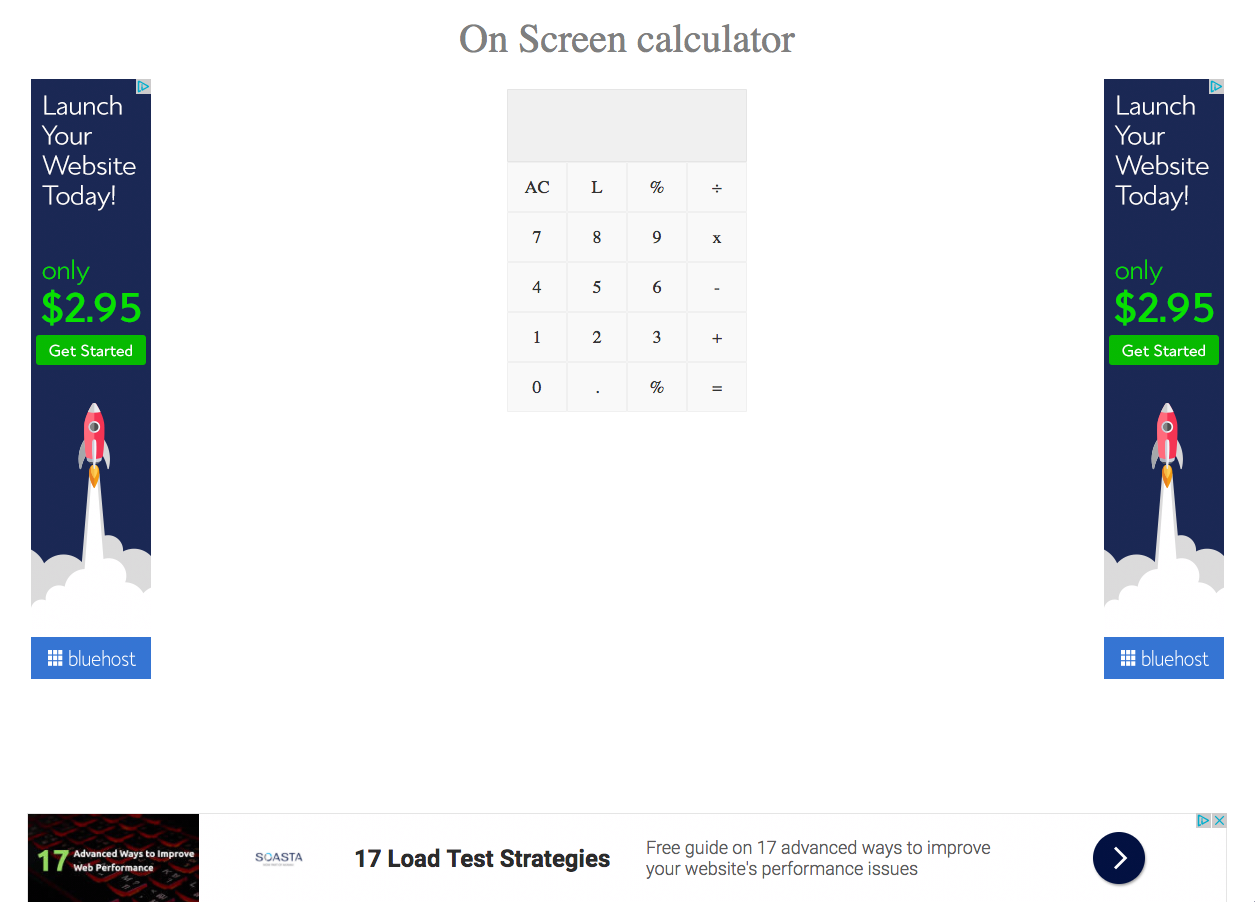 On Screen calculator
Launch
Your
Website
Today!
only
$2.95
Get Started
bluehost
AC L % ÷
7 8 9 x
4 5 6 -
1 2 3 +
0 . % =
Launch
Your
Website
Today!
only
$2.95
Get Started
bluehost
17 Advanced Ways to Improve
Web Performance
SOASTA
17 Load Test Strategies
Free guide on 17 advanced ways to improve
your website's performance issues